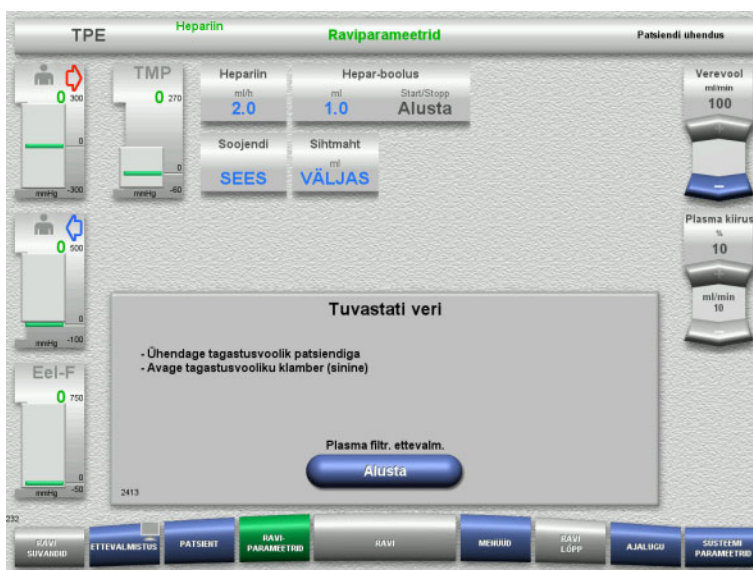 TPE
Hepariin
Raviparameetrid
Patsiendi ühendus
0 300
0
mmHg -300
TMP
0 270
0
mmHg -60
Hepariin
ml/h
2.0
Hepar-boolus
ml Start/Stopp
1.0 Alusta
Soojendi
SEES
Sihtmaht
ml
VÄLJAS
Verevool
ml/min
100
+
-
0 500
0
mmHg -100
Plasma kiirus
%
10
+
ml/min
10
-
Eel-F
0 750
0
mmHg -50
Tuvastati veri
- Ühendage tagastusvoolik patsiendiga
- Avage tagastusvooliku klamber (sinine)
Plasma filtr. ettevalm.
Alusta
2413
232
RAVI
SUVANDID
ETTEVALMISTUS
PATSIENT
RAVI-
PARAMEETRID
RAVI
MENÜÜD
RAVI
LÕPP
AJALUGU
SÜSTEEMI
PARAMEETRID